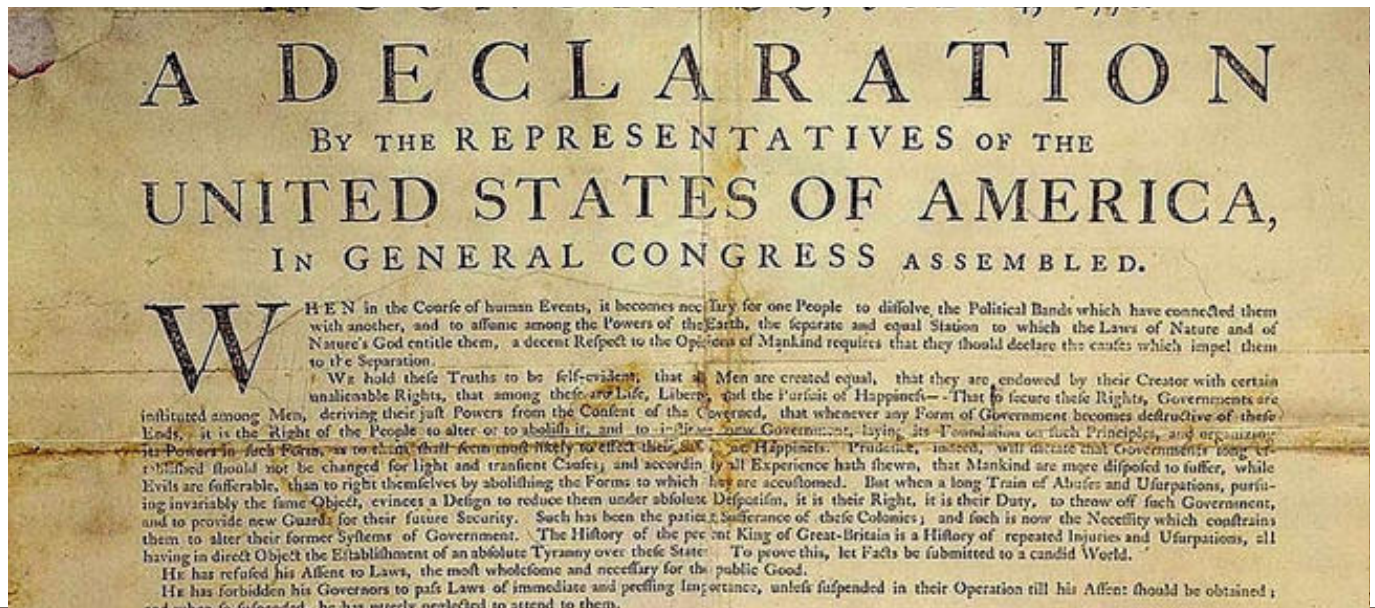 IN CONGRESS, JULY 4, 1776.
A DECLARATION
BY THE REPRESENTATIVES OF THE
UNITED STATES OF AMERICA,
IN GENERAL CONGRESS ASSEMBLED.
WHEN in the Courſe of human Events, it becomes neceſſary for one People to diſſolve the Political Bands which have connected them
with another, and to aſſume among the Powers of the Earth, the ſeparate and equal Station to which the Laws of Nature and of
Nature's God entitle them, a decent Reſpect to the Opinions of Mankind requires that they ſhould declare the cauſes which impel them
to the Separation.
WE hold theſe Truths to be ſelf-evident, that all Men are created equal, that they are endowed by their Creator with certain
unalienable Rights, that among theſe are Life, Liberty, and the Purſuit of Happineſs--That to ſecure theſe Rights, Governments are
inſtituted among Men, deriving their juſt Powers from the Conſent of the Governed, that whenever any Form of Government becomes deſtructive of theſe
Ends, it is the Right of the People to alter or to aboliſh it, and to inſtitute new Government, laying its Foundation on ſuch Principles, and organizing
its Powers in ſuch Form, as to them ſhall ſeem moſt likely to effect their Safety and Happineſs. Prudence, indeed, will dictate that Governments long eſ-
tabliſhed ſhould not be changed for light and tranſient Cauſes; and accordingly all Experience hath ſhewn, that Mankind are more diſpoſed to ſuffer, while
Evils are ſufferable, than to right themſelves by aboliſhing the Forms to which they are accuſtomed. But when a long Train of Abuſes and Uſurpations, purſu-
ing invariably the ſame Object, evinces a Deſign to reduce them under abſolute Deſpotiſm, it is their Right, it is their Duty, to throw off ſuch Government,
and to provide new Guards for their future Security. Such has been the patient Sufferance of theſe Colonies; and ſuch is now the Neceſſity which conſtrains
them to alter their former Syſtems of Government. The Hiſtory of the preſent King of Great-Britain is a Hiſtory of repeated Injuries and Uſurpations, all
having in direct Object the Eſtabliſhment of an abſolute Tyranny over theſe States. To prove this, let Facts be ſubmitted to a candid World.
HE has refuſed his Aſſent to Laws, the moſt wholeſome and neceſſary for the public Good.
HE has forbidden his Governors to paſs Laws of immediate and preſſing Importance, unleſs ſuſpended in their Operation till his Aſſent ſhould be obtained;
and when ſo ſuſpended, he has utterly neglected to attend to them.